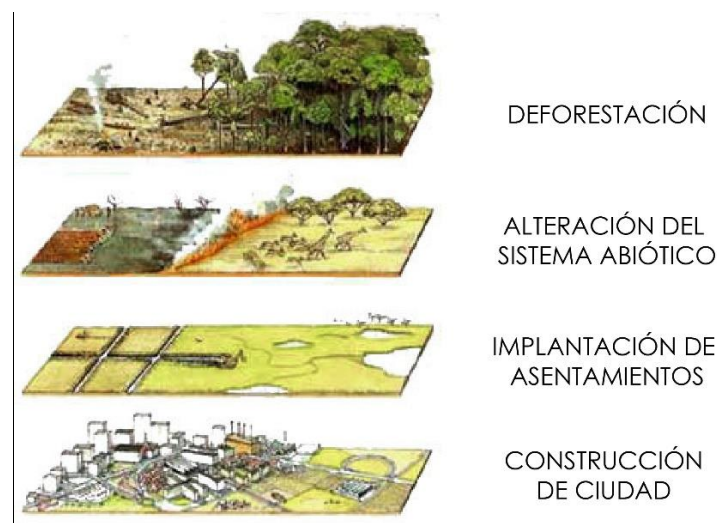 DEFORESTACIÓN
ALTERACIÓN DEL
SISTEMA ABIÓTICO
IMPLANTACIÓN DE
ASENTAMIENTOS
CONSTRUCCIÓN
DE CIUDAD